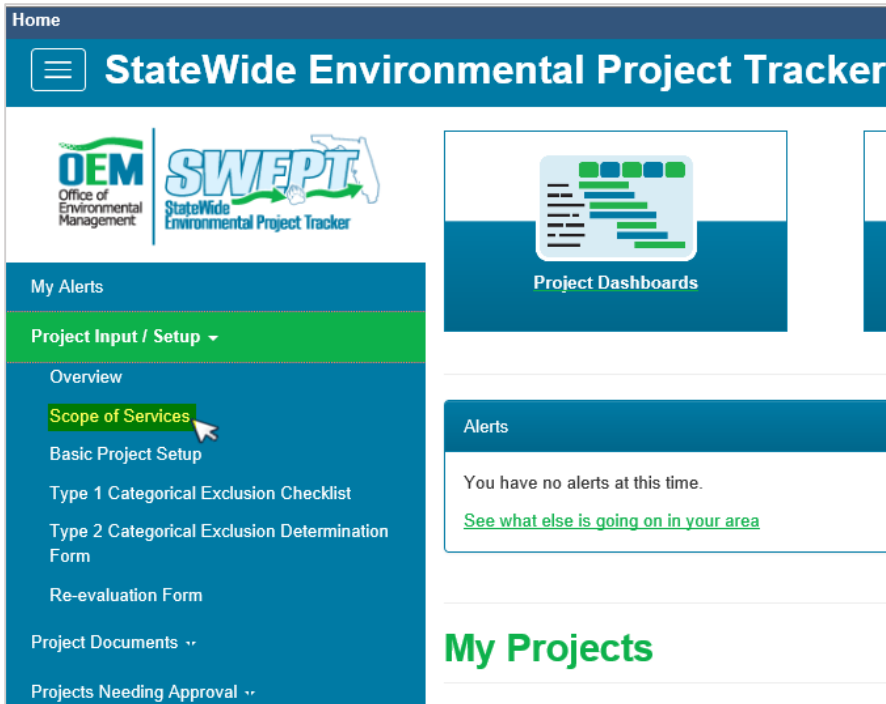 Home
StateWide Environmental Project Tracker
OEM
Office of
Environmental
Management
SWEPT
StateWide
Environmental Project Tracker
Project Dashboards
My Alerts
Project Input / Setup
Overview
Scope of Services
Basic Project Setup
Type 1 Categorical Exclusion Checklist
Type 2 Categorical Exclusion Determination
Form
Re-evaluation Form
Project Documents
Projects Needing Approval
Alerts
You have no alerts at this time.
See what else is going on in your area
My Projects